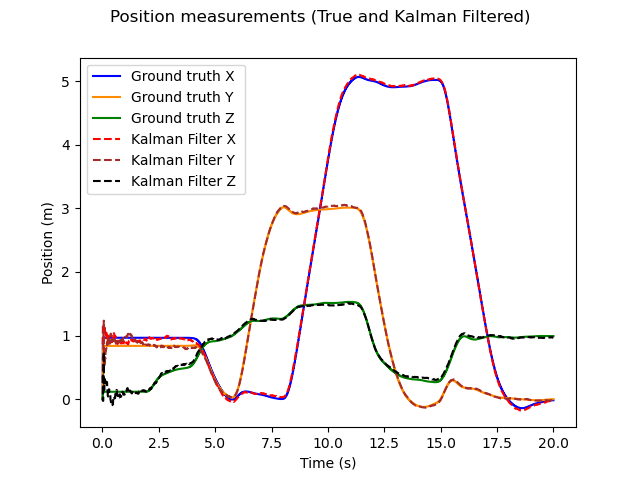 Position measurements (True and Kalman Filtered)
Ground truth X
Ground truth Y
Ground truth Z
Kalman Filter X
Kalman Filter Y
Kalman Filter Z
Position (m)
5
4
3
2
1
0
0.0 2.5 5.0 7.5 10.0 12.5 15.0 17.5 20.0
Time (s)